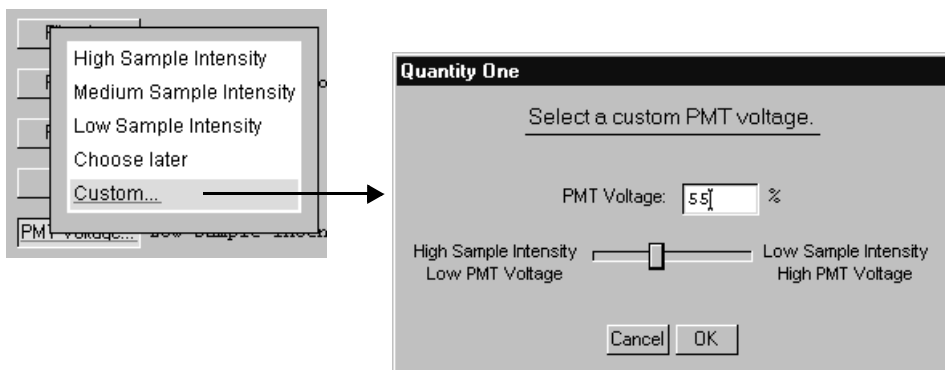 High Sample Intensity
Medium Sample Intensity
Low Sample Intensity
Choose later
Custom...
Quantity One
Select a custom PMT voltage.
PMT Voltage: 55 %
High Sample Intensity
Low PMT Voltage
Low Sample Intensity
High PMT Voltage
Cancel OK